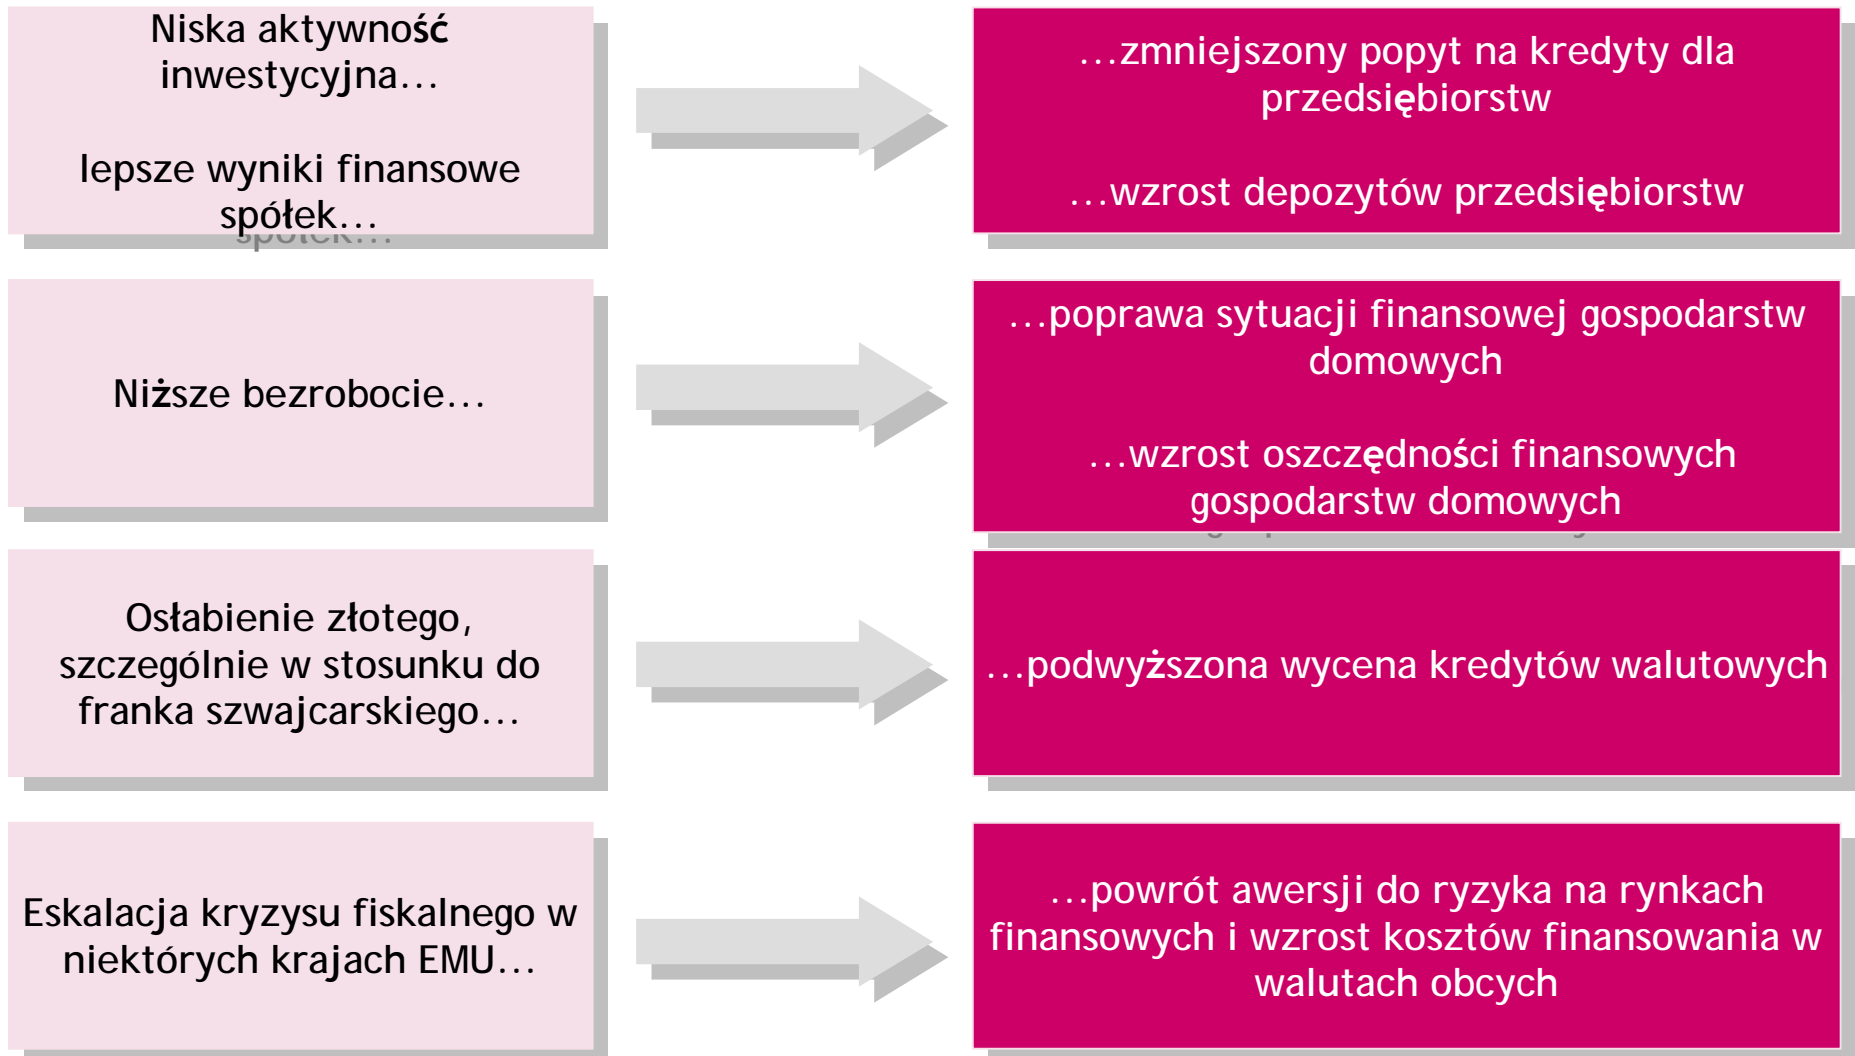 Niska aktywność
inwestycyjna…
lepsze wyniki finansowe
spółek…
…zmniejszony popyt na kredyty dla
przedsiębiorstw
…wzrost depozytów przedsiębiorstw
Niższe bezrobocie…
…poprawa sytuacji finansowej gospodarstw
domowych
…wzrost oszczędności finansowych
gospodarstw domowych
Osłabienie złotego,
szczególnie w stosunku do
franka szwajcarskiego…
…podwyższona wycena kredytów walutowych
Eskalacja kryzysu fiskalnego w
niektórych krajach EMU…
…powrót awersji do ryzyka na rynkach
finansowych i wzrost kosztów finansowania w
walutach obcych